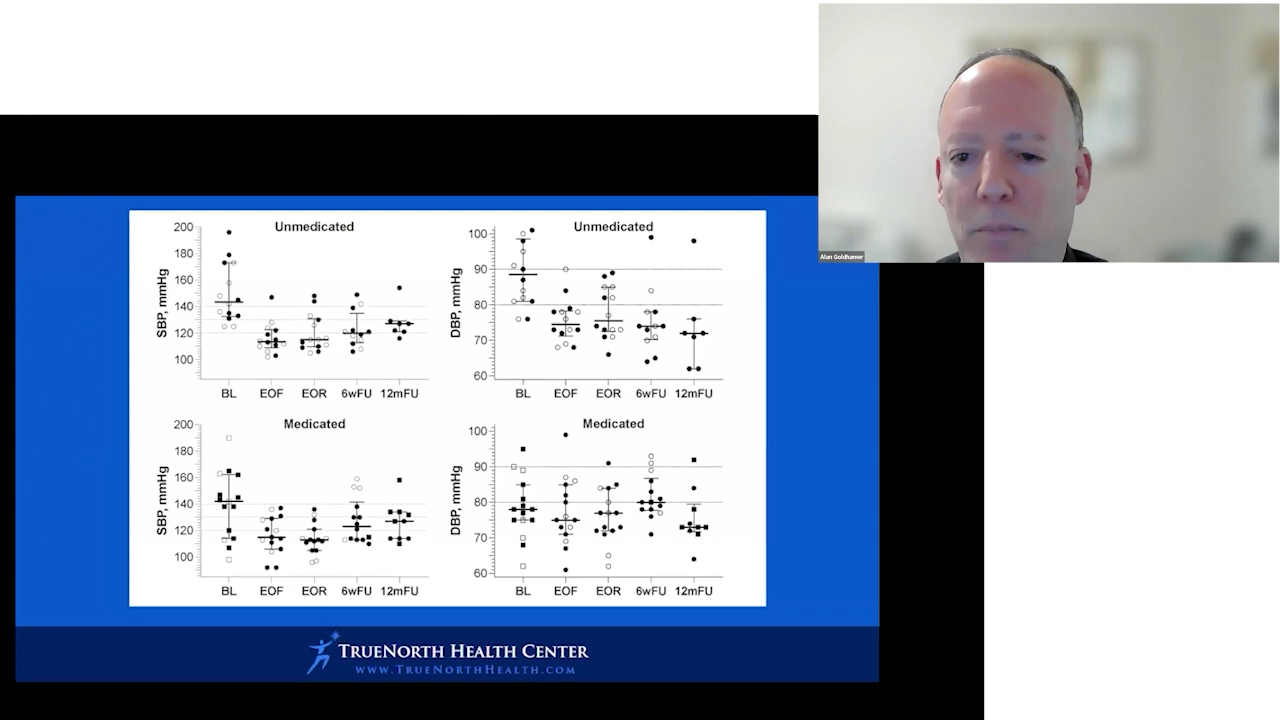 Alan Goldhamer
Unmedicated
SBP, mmHg
200
180
160
140
120
100
BL EOF EOR 6wFU 12mFU
Unmedicated
DBP, mmHg
100
90
80
70
60
BL EOF EOR 6wFU 12mFU
Medicated
SBP, mmHg
200
180
160
140
120
100
BL EOF EOR 6wFU 12mFU
Medicated
DBP, mmHg
100
90
80
70
60
BL EOF EOR 6wFU 12mFU
TRUENORTH HEALTH CENTER
WWW.TRUENORTHHEALTH.COM